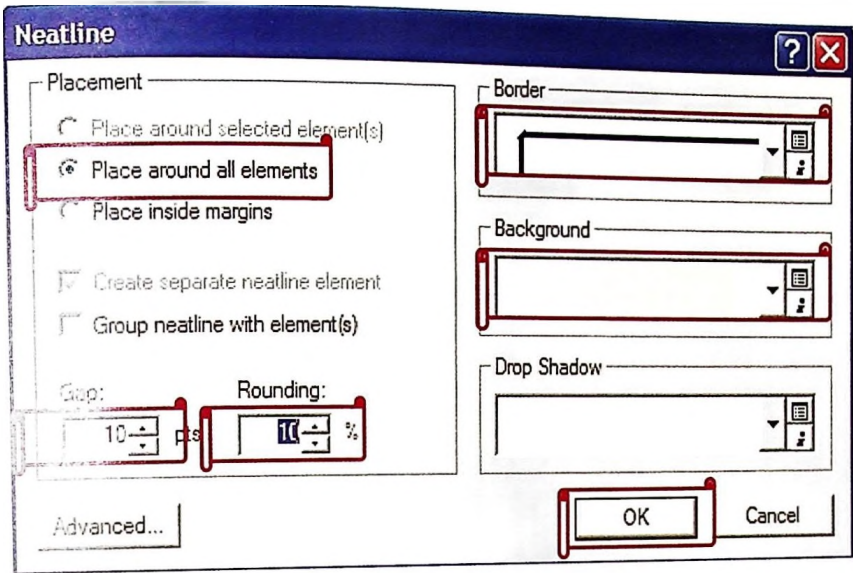 Neatline
Placement
Place around selected element(s)
Place around all elements
Place inside margins
Create separate neatline element
Group neatline with element(s)
Gap:
10 pts
Rounding:
10 %
Advanced...
Border
Background
Drop Shadow
OK
Cancel